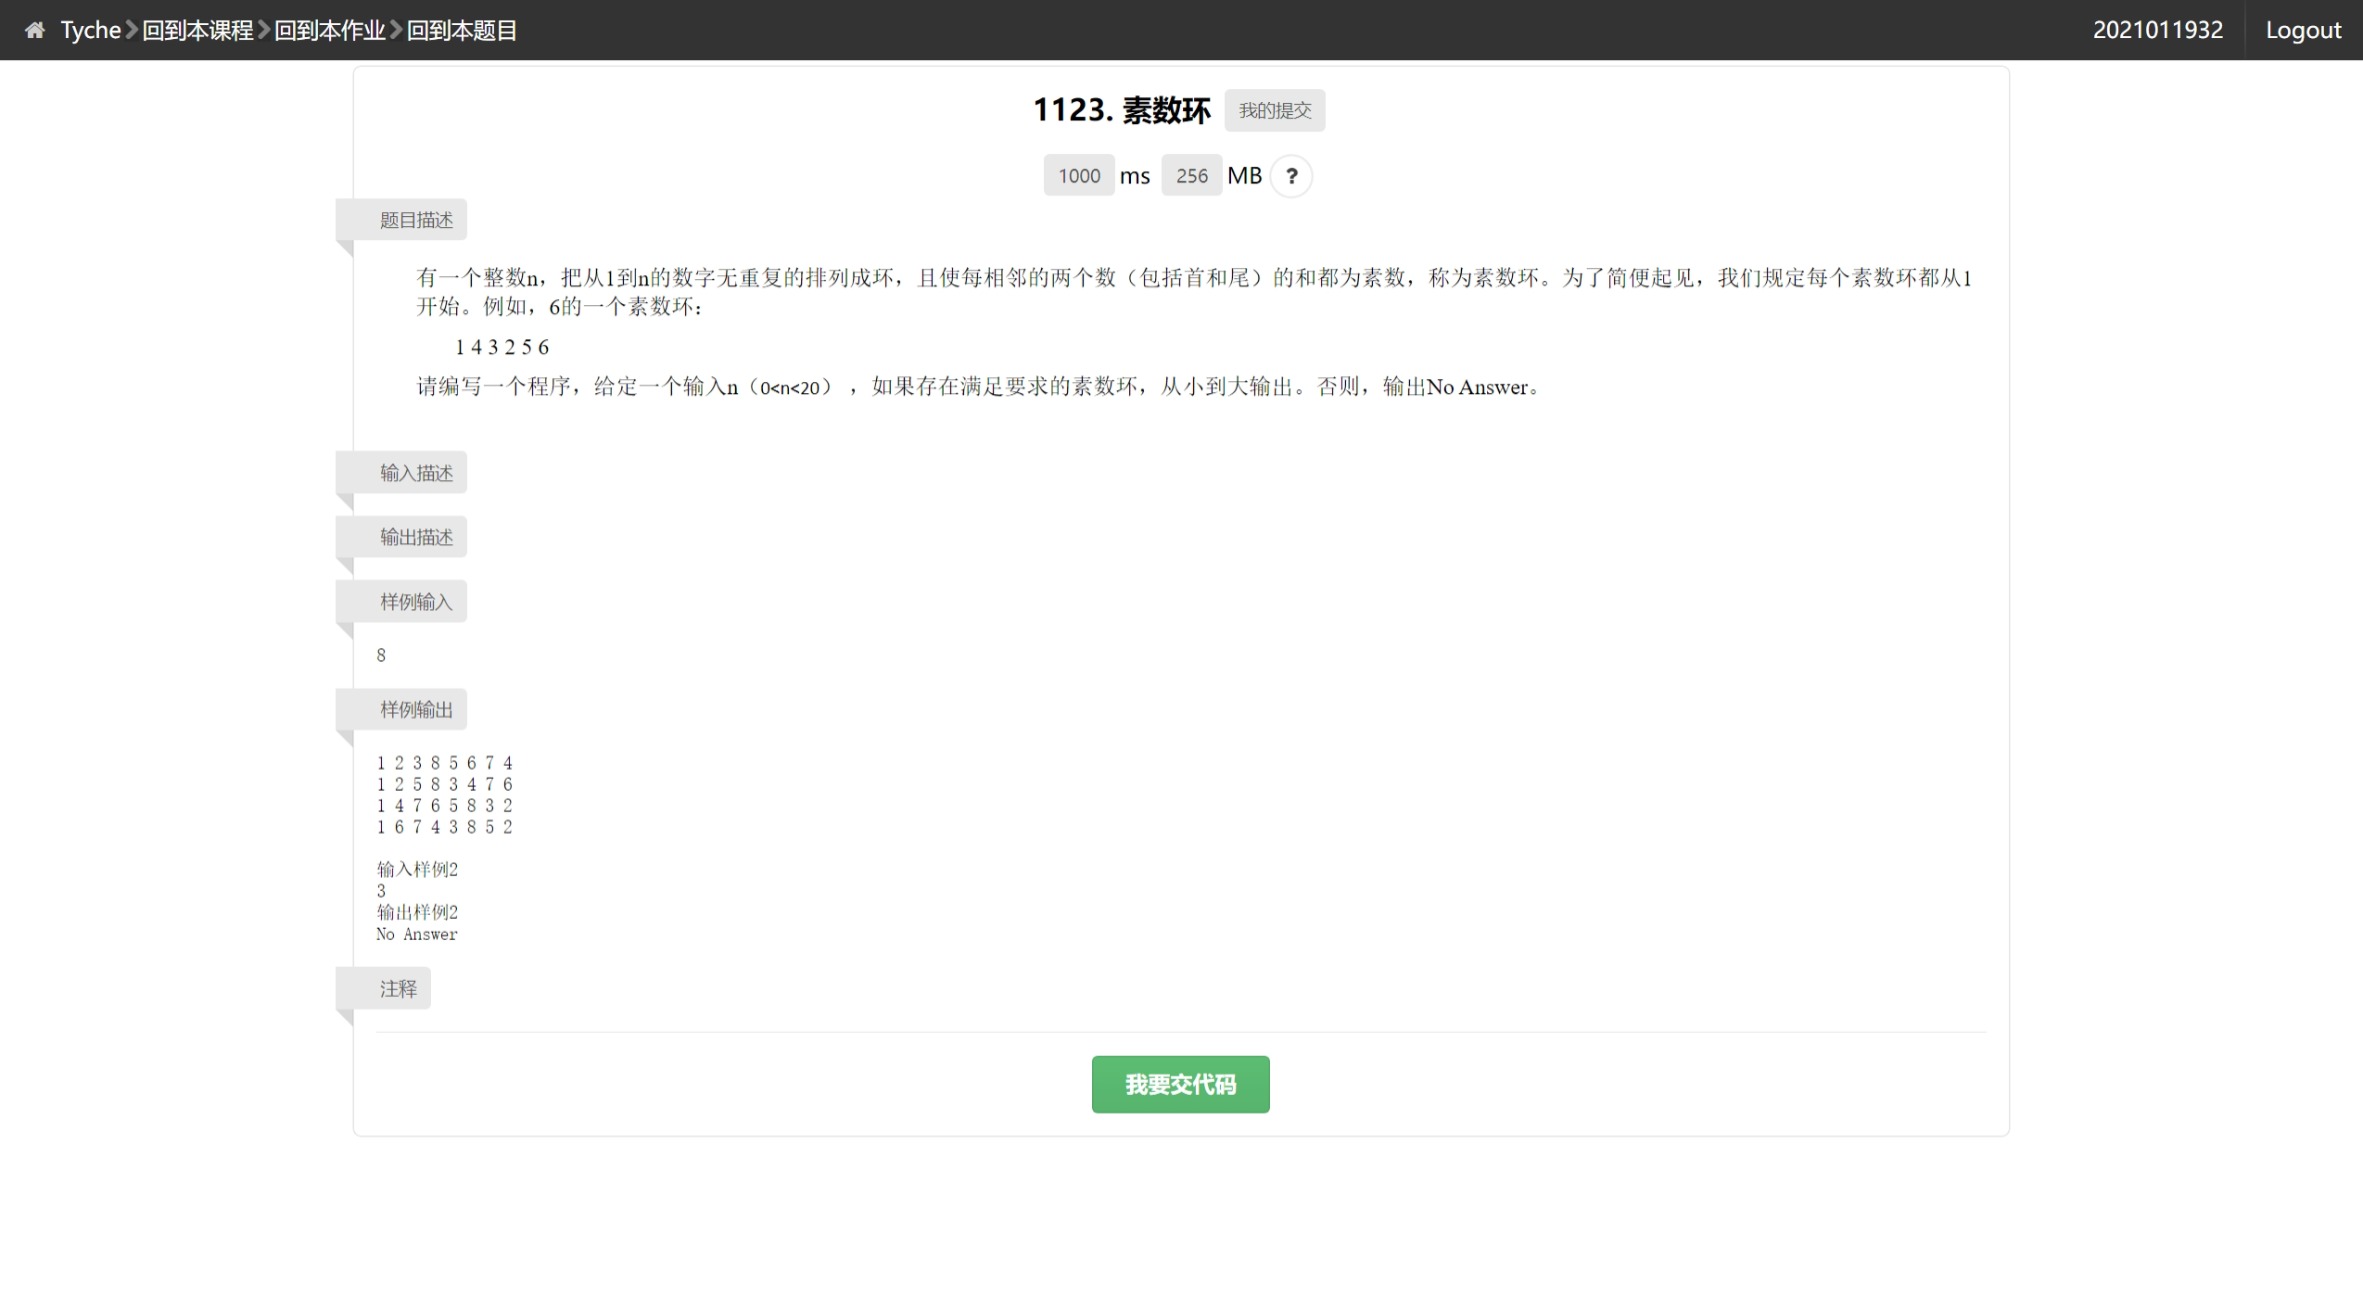 Tyche 回到本课程 回到本作业 回到本题目 2021011932 Logout
1123. 素数环 我的提交
1000 ms 256 MB ?
题目描述
有一个整数n，把从1到n的数字无重复的排列成环，且使每相邻的两个数（包括首和尾）的和都为素数，称为素数环。为了简便起见，我们规定每个素数环都从1
开始。例如，6的一个素数环：
1 4 3 2 5 6
请编写一个程序，给定一个输入n（0<n<20） ，如果存在满足要求的素数环，从小到大输出。否则，输出No Answer。
输入描述
输出描述
样例输入
8
样例输出
1 2 3 8 5 6 7 4
1 2 5 8 3 4 7 6
1 4 7 6 5 8 3 2
1 6 7 4 3 8 5 2
输入样例2
3
输出样例2
No Answer
注释
我要交代码